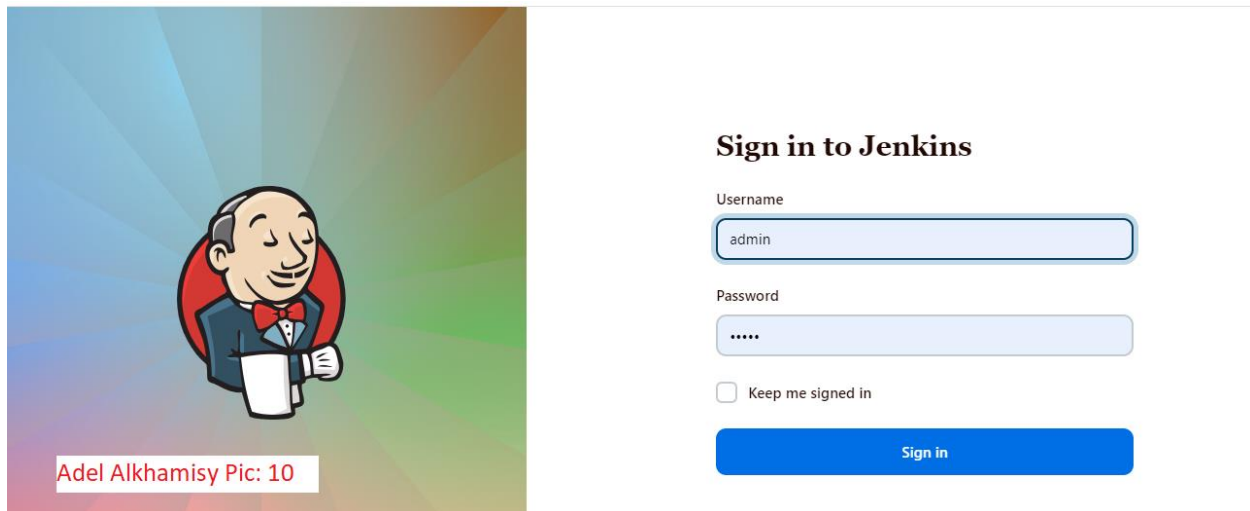 Sign in to Jenkins
Username
admin
Password
•••••
Keep me signed in
Sign in
Adel Alkhamisy Pic: 10